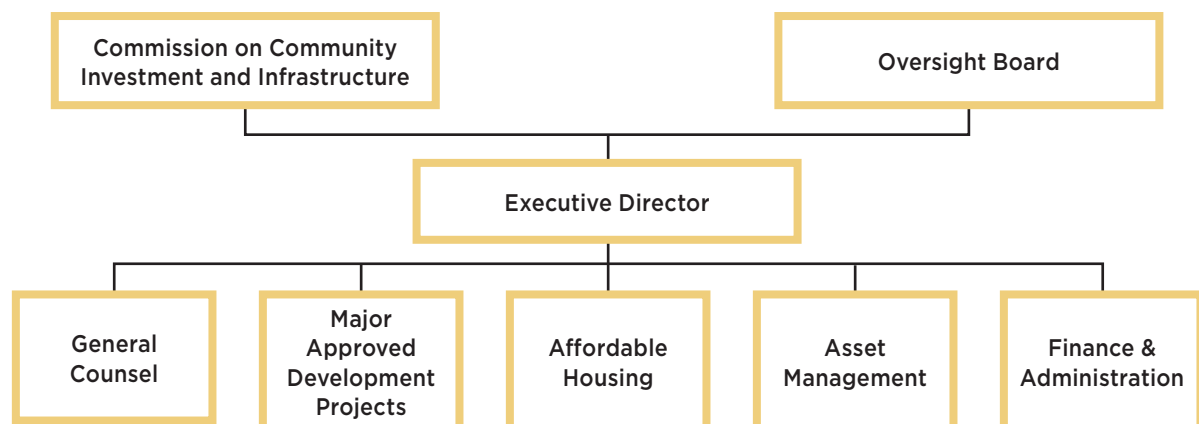 Commission on Community
Investment and Infrastructure
Oversight Board
Executive Director
General
Counsel
Major
Approved
Development
Projects
Affordable
Housing
Asset
Management
Finance &
Administration